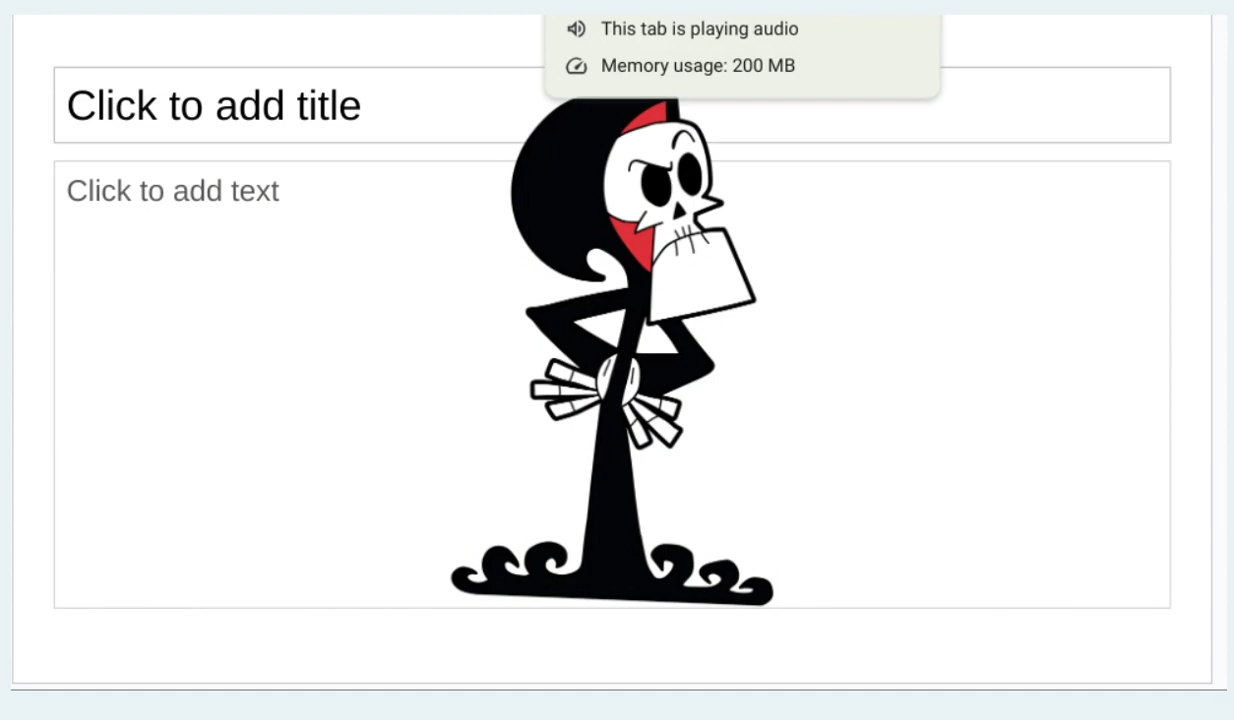 This tab is playing audio
Memory usage: 200 MB
Click to add title
Click to add text